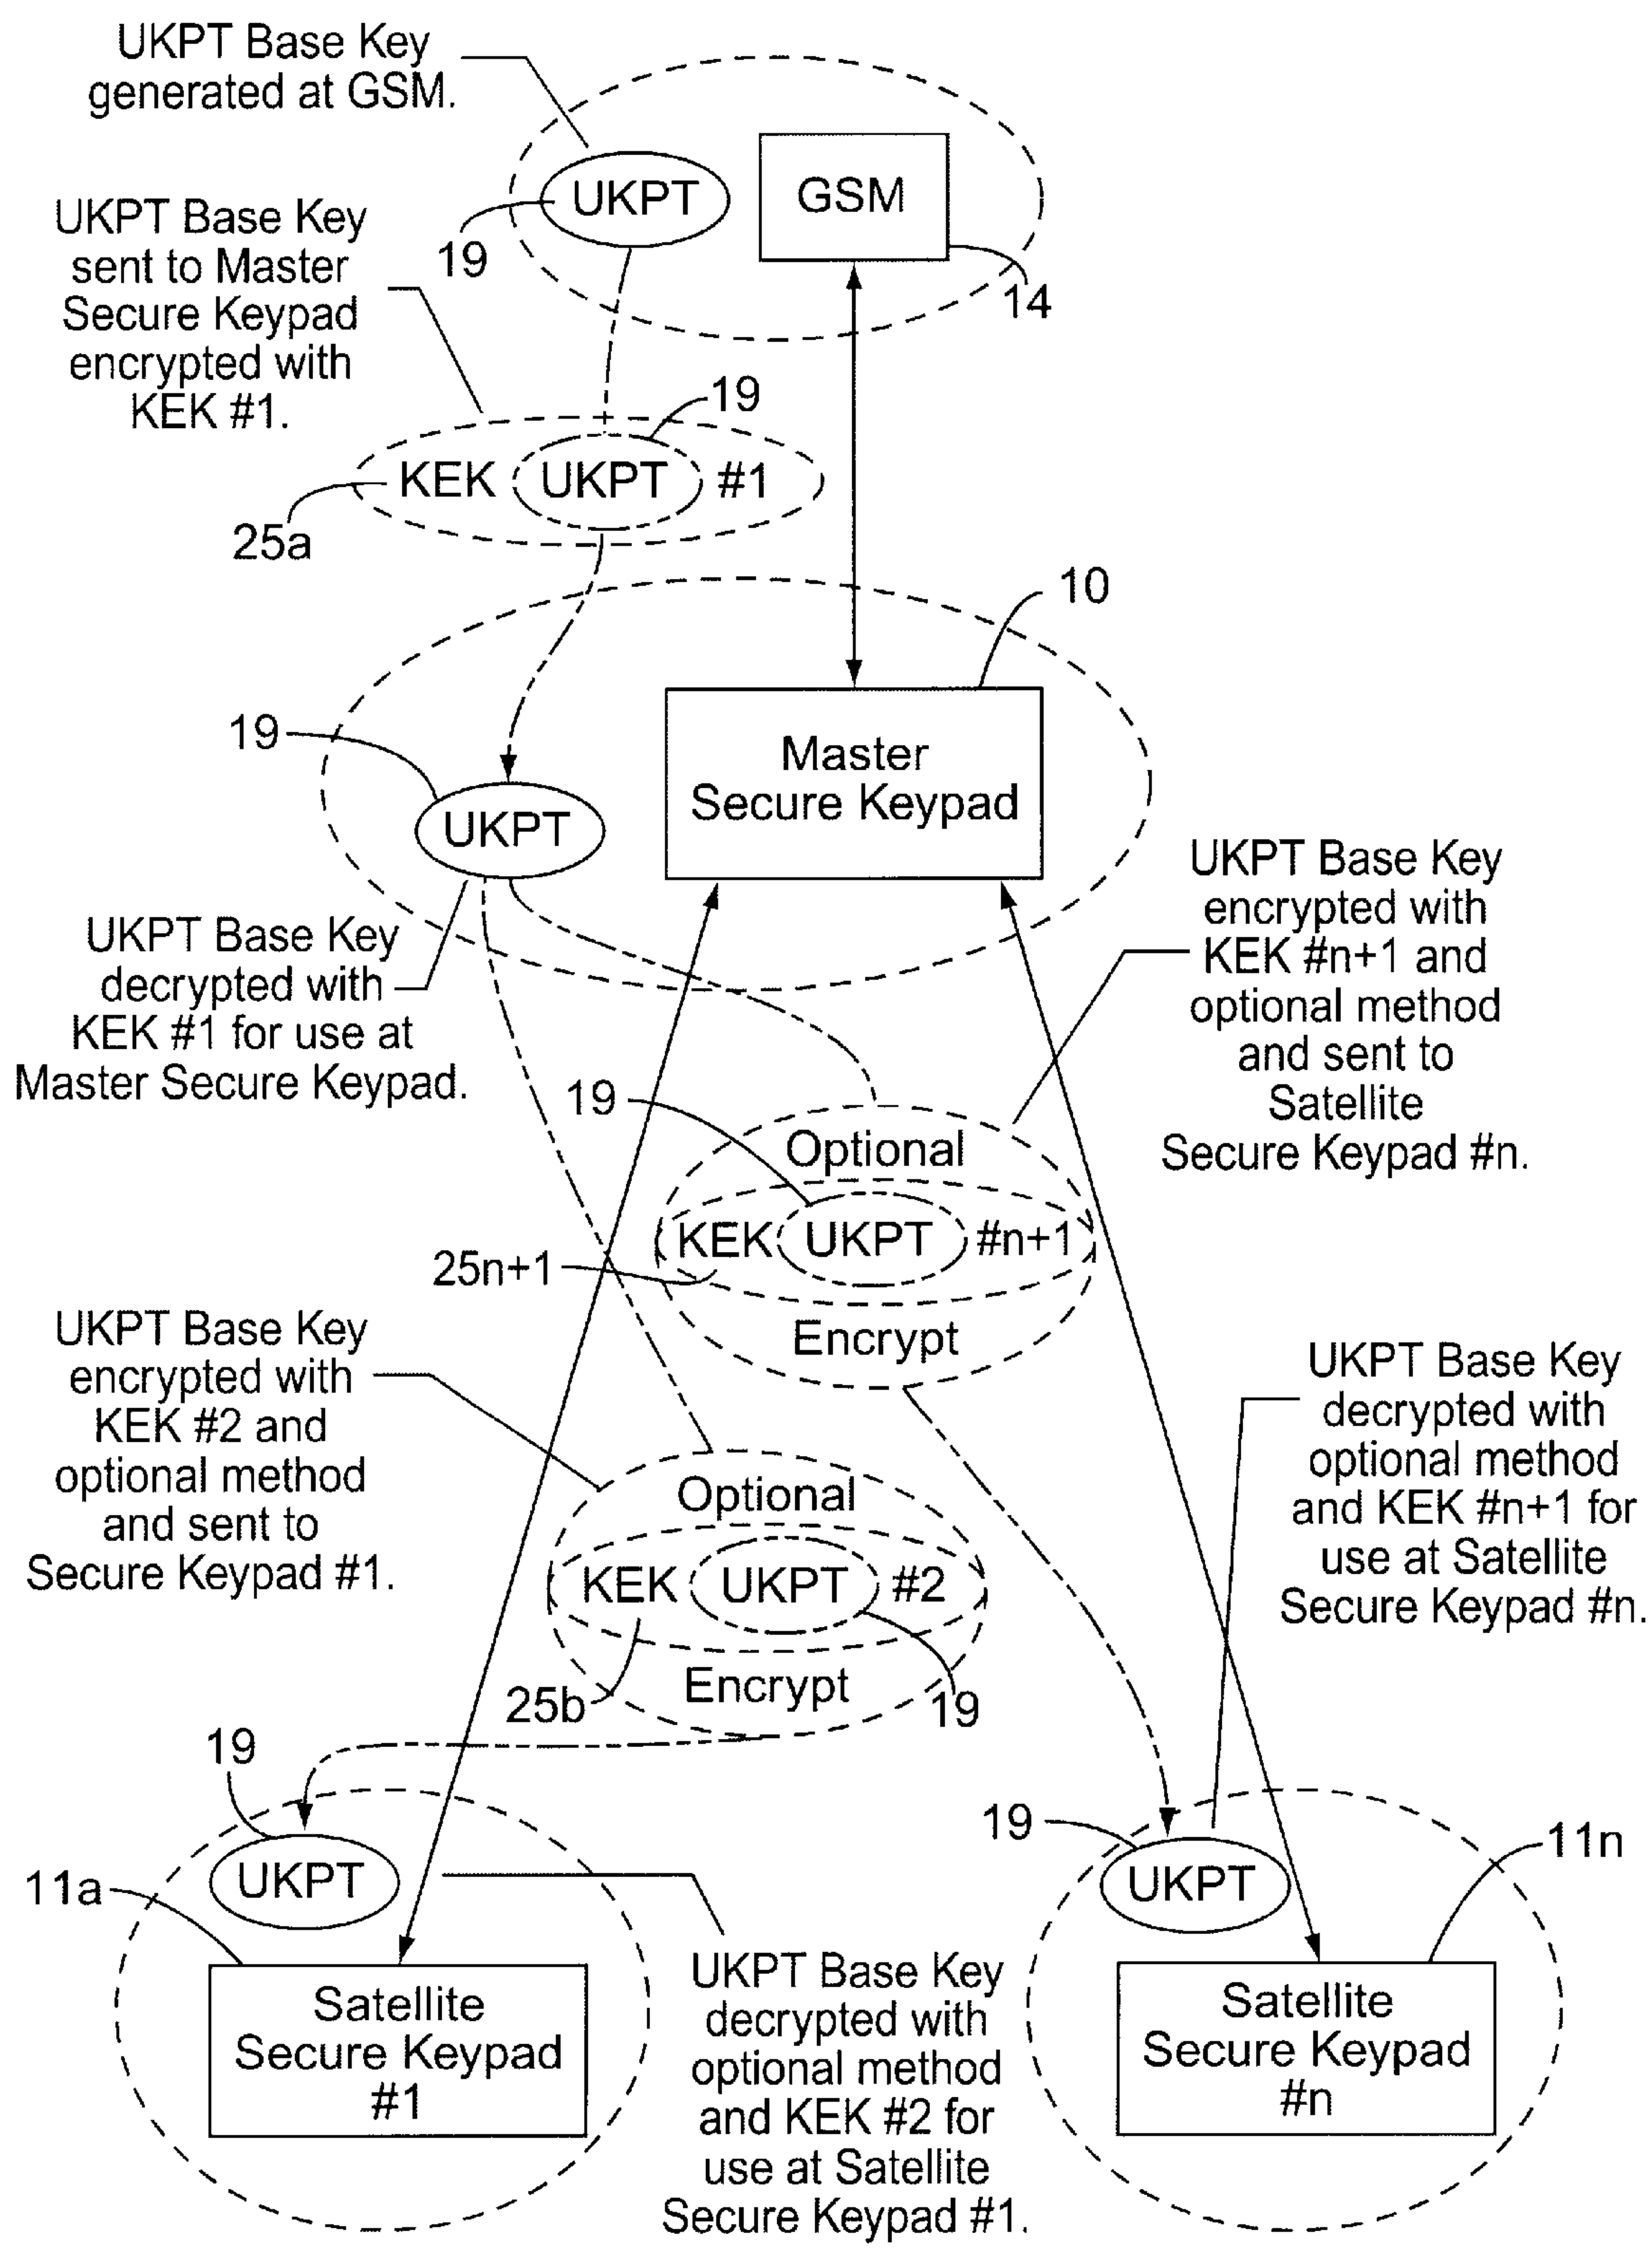 UKPT Base Key
generated at GSM.
UKPT
GSM
19
14
UKPT Base Key
sent to Master
Secure Keypad
encrypted with
KEK #1.
19
KEK UKPT #1
25a
10
19
Master
Secure Keypad
UKPT
UKPT Base Key
decrypted with
KEK #1 for use at
Master Secure Keypad.
UKPT Base Key
encrypted with
KEK #n+1 and
optional method
and sent to
Satellite
Secure Keypad #n.
19
Optional
KEK UKPT #n+1
25n+1
Encrypt
UKPT Base Key
encrypted with
KEK #2 and
optional method
and sent to
Secure Keypad #1.
UKPT Base Key
decrypted with
optional method
and KEK #n+1 for
use at Satellite
Secure Keypad #n.
Optional
KEK UKPT #2
Encrypt
25b
19
19
UKPT
11a
Satellite
Secure Keypad
#1
UKPT Base Key
decrypted with
optional method
and KEK #2 for
use at Satellite
Secure Keypad #1.
19
11n
UKPT
Satellite
Secure Keypad
#n